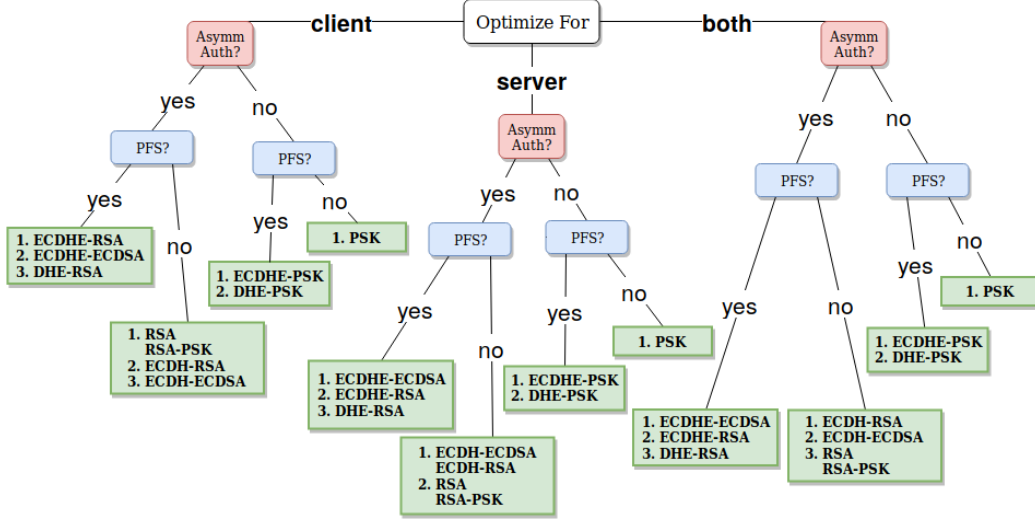 Optimize For
client
server
both
Asymm
Auth?
yes
no
PFS?
yes
no
1. ECDHE-RSA
2. ECDHE-ECDSA
3. DHE-RSA
1. RSA
RSA-PSK
2. ECDH-RSA
3. ECDH-ECDSA
PFS?
yes
no
1. ECDHE-PSK
2. DHE-PSK
1. PSK
Asymm
Auth?
yes
no
PFS?
yes
no
1. ECDHE-ECDSA
2. ECDHE-RSA
3. DHE-RSA
1. ECDH-ECDSA
ECDH-RSA
2. RSA
RSA-PSK
PFS?
yes
no
1. ECDHE-PSK
2. DHE-PSK
1. PSK
Asymm
Auth?
yes
no
PFS?
yes
no
1. ECDHE-ECDSA
2. ECDHE-RSA
3. DHE-RSA
1. ECDH-RSA
2. ECDH-ECDSA
3. RSA
RSA-PSK
PFS?
yes
no
1. ECDHE-PSK
2. DHE-PSK
1. PSK